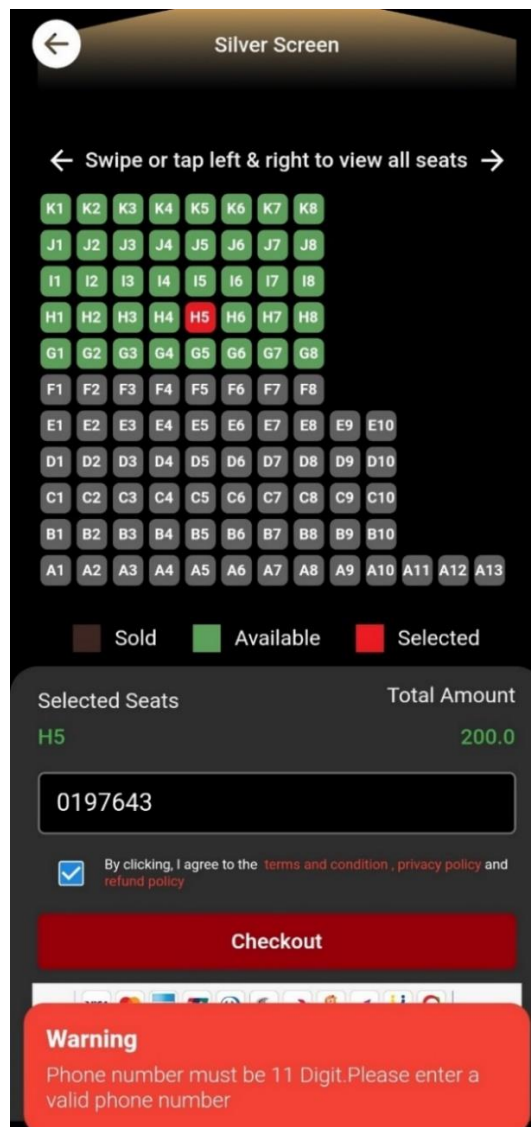 Silver Screen
← Swipe or tap left & right to view all seats →
K1 K2 K3 K4 K5 K6 K7 K8
J1 J2 J3 J4 J5 J6 J7 J8
I1 I2 I3 I4 I5 I6 I7 I8
H1 H2 H3 H4 H5 H6 H7 H8
G1 G2 G3 G4 G5 G6 G7 G8
F1 F2 F3 F4 F5 F6 F7 F8
E1 E2 E3 E4 E5 E6 E7 E8 E9 E10
D1 D2 D3 D4 D5 D6 D7 D8 D9 D10
C1 C2 C3 C4 C5 C6 C7 C8 C9 C10
B1 B2 B3 B4 B5 B6 B7 B8 B9 B10
A1 A2 A3 A4 A5 A6 A7 A8 A9 A10 A11 A12 A13
Sold Available Selected
Selected Seats Total Amount
H5 200.0
0197643
By clicking, I agree to the terms and condition , privacy policy and
refund policy
Checkout
Warning
Phone number must be 11 Digit.Please enter a
valid phone number